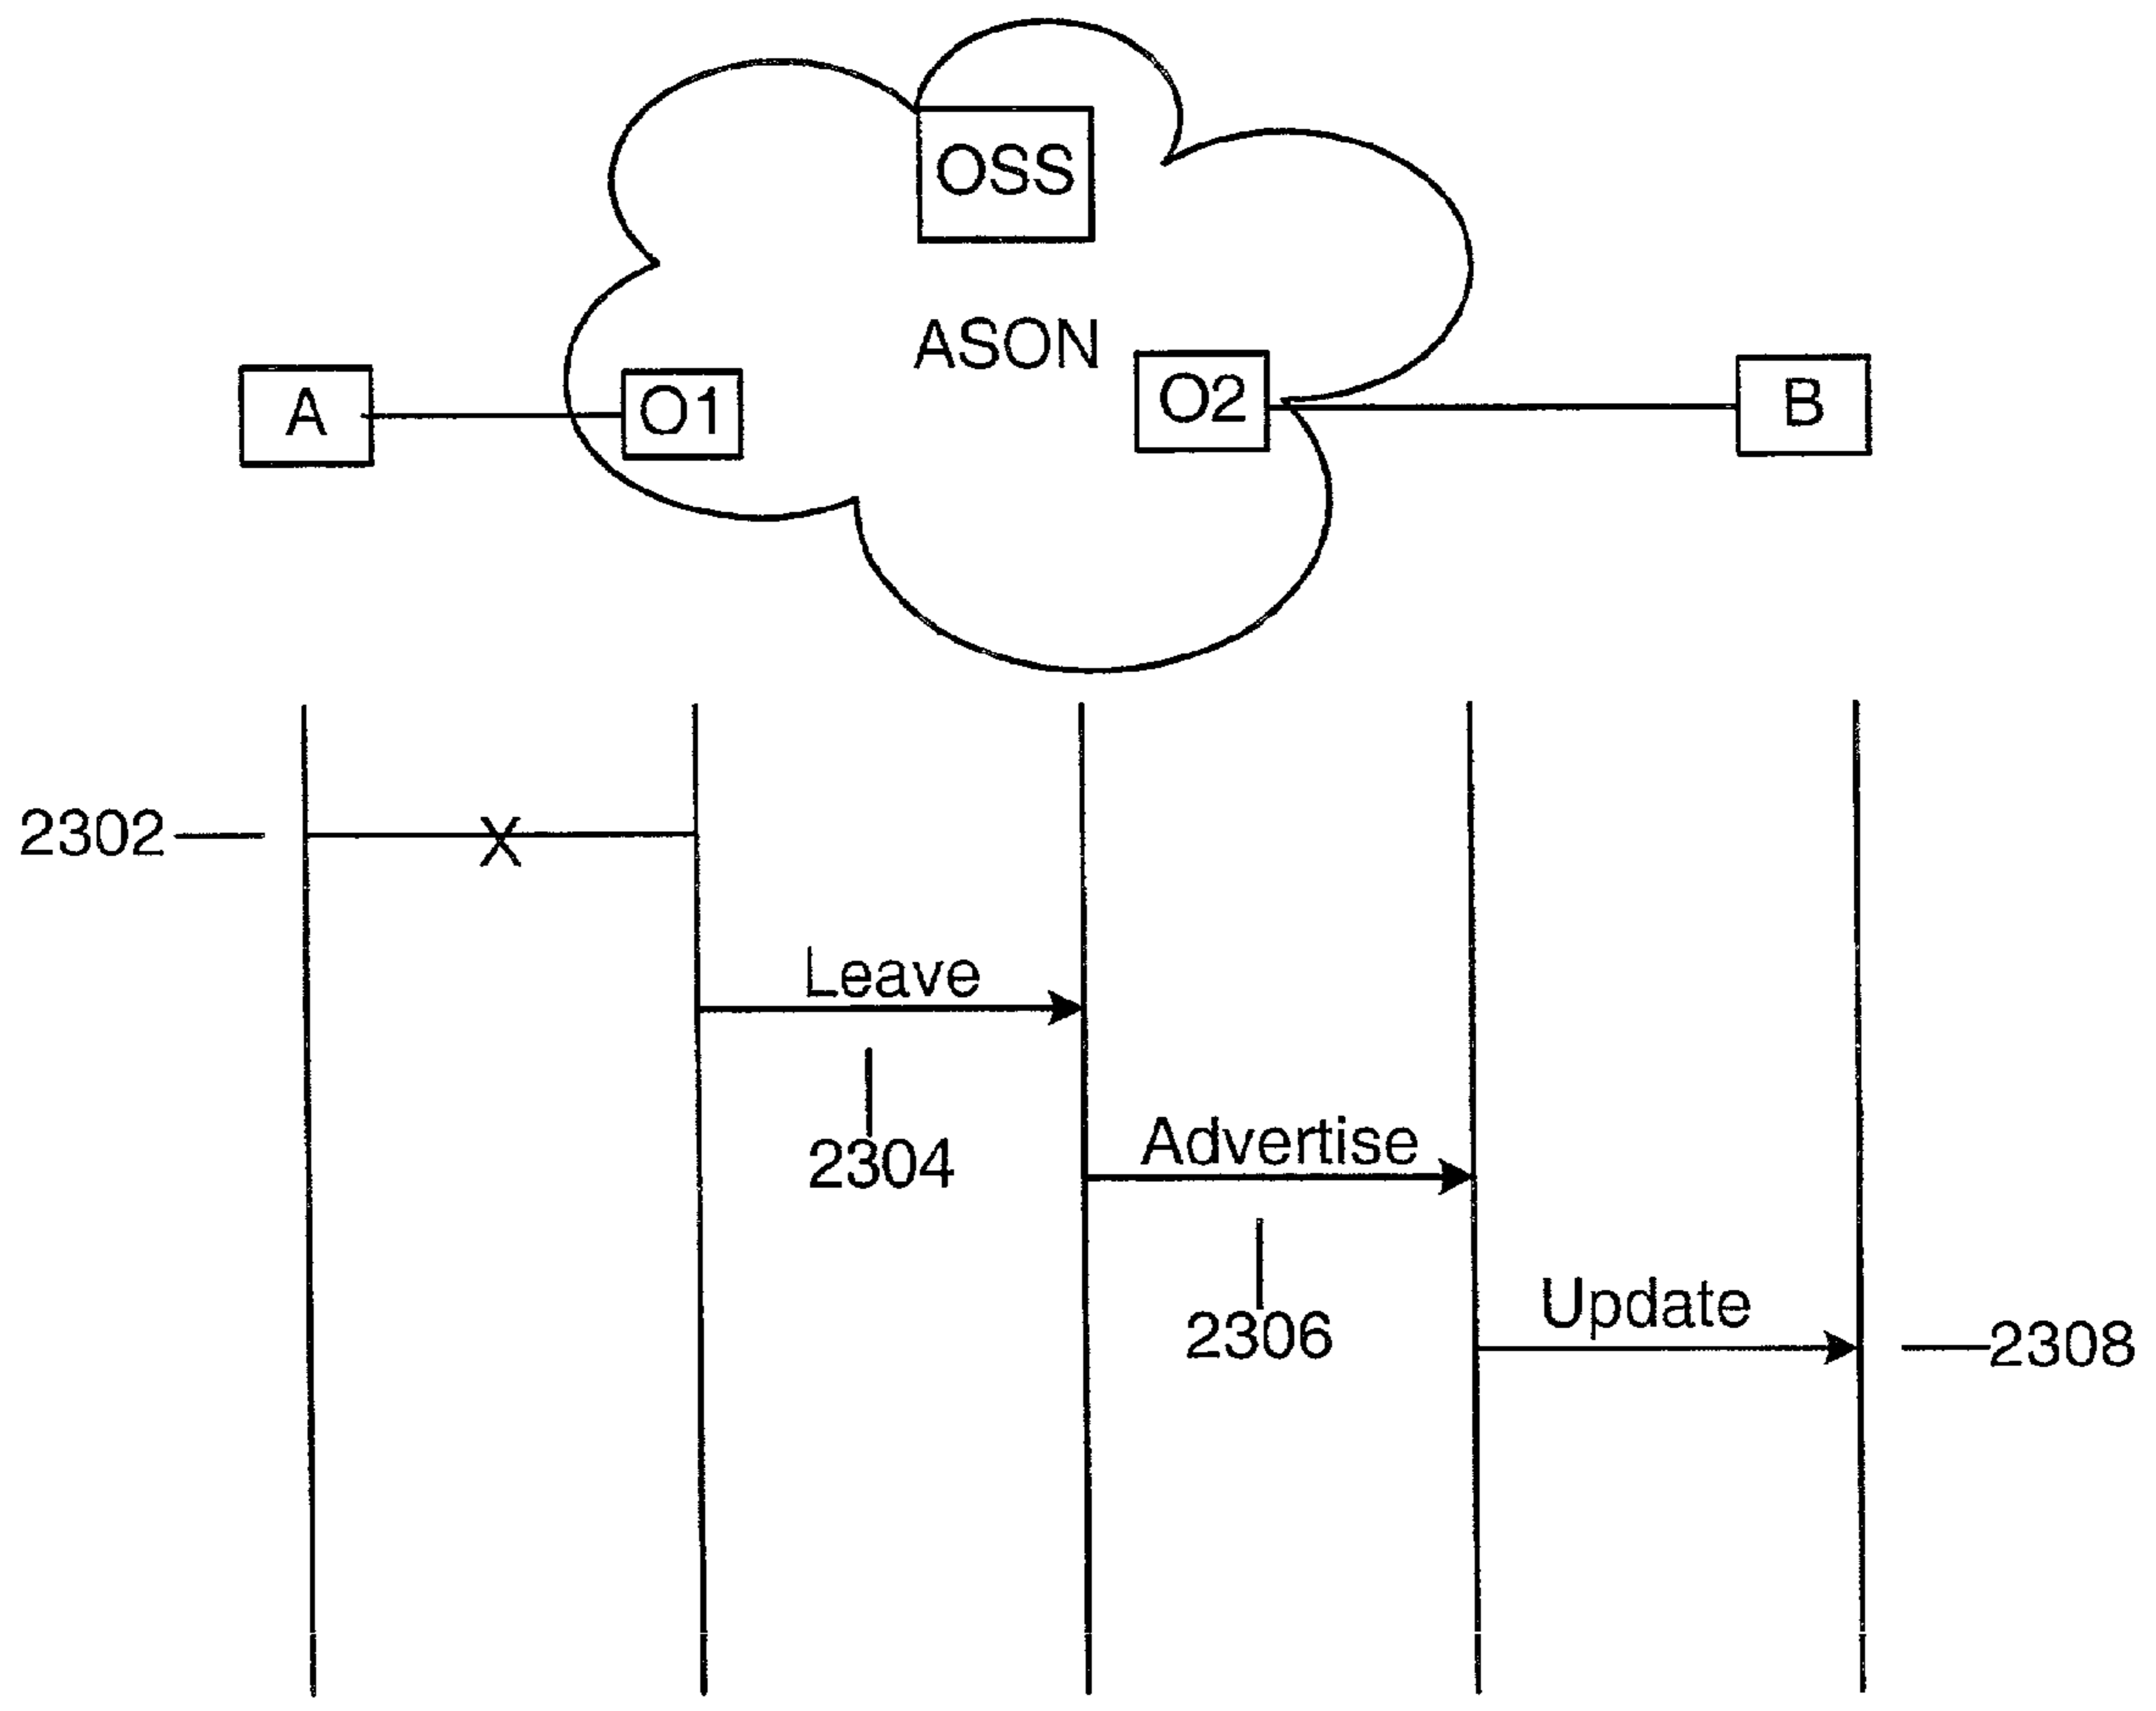 OSS
ASON
A
O1
O2
B
2302
X
Leave
2304
Advertise
2306
Update
2308